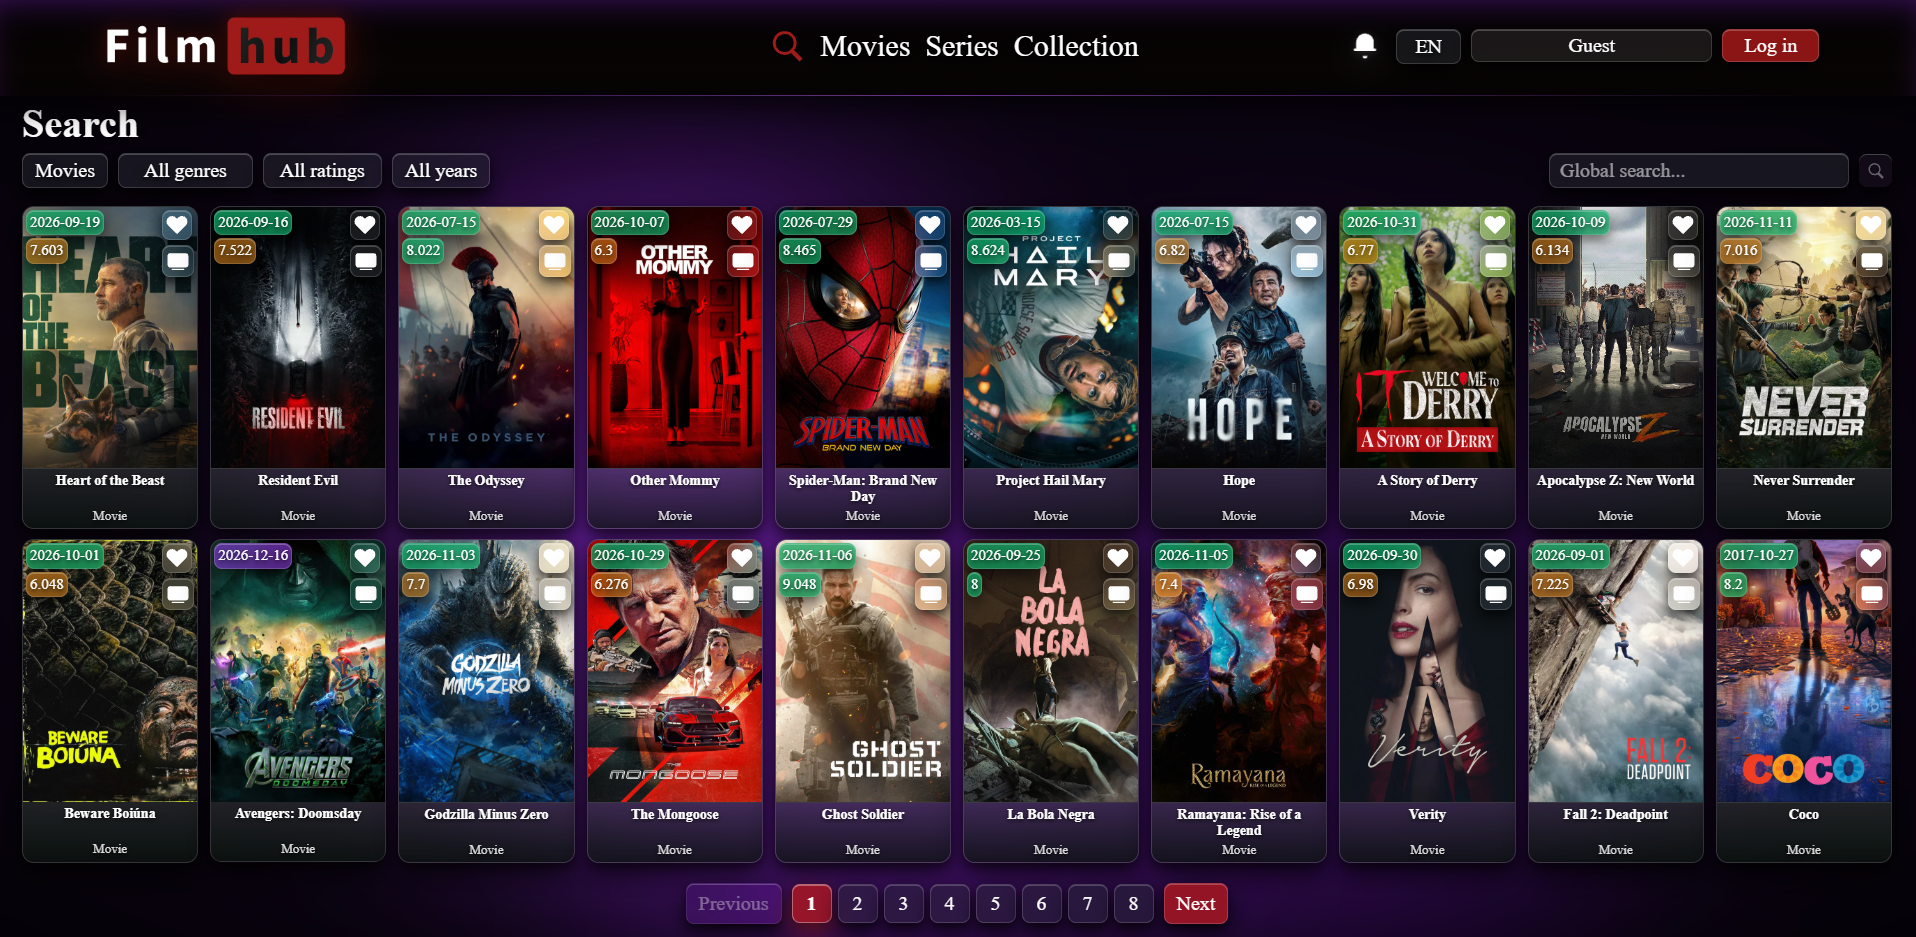 Film hub
Movies Series Collection
EN
Guest
Log in
Search
Movies
All genres
All ratings
All years
Global search...
2026-09-19
7.603
HEART
OF
THE
BEAST
Heart of the Beast
Movie
2026-09-16
7.522
RESIDENT EVIL
Resident Evil
Movie
2026-07-15
8.022
THE ODYSSEY
The Odyssey
Movie
2026-10-07
6.3
OTHER
MOMMY
Other Mommy
Movie
2026-07-29
8.465
SPIDER-MAN
BRAND NEW DAY
Spider-Man: Brand New
Day
Movie
2026-03-15
8.624
PROJECT
HAIL
MARY
Project Hail Mary
Movie
2026-07-15
6.82
HOPE
Hope
Movie
2026-10-31
6.77
IT WELCOME TO
DERRY
A STORY OF DERRY
A Story of Derry
Movie
2026-10-09
6.134
APOCALYPSE Z
NEW WORLD
Apocalypse Z: New World
Movie
2026-11-11
7.016
NEVER
SURRENDER
Never Surrender
Movie
2026-10-01
6.048
BEWARE
BOIÚNA
Beware Boiúna
Movie
2026-12-16
AVENGERS
DOOMSDAY
Avengers: Doomsday
Movie
2026-11-03
7.7
GODZILLA
MINUS ZERO
Godzilla Minus Zero
Movie
2026-10-29
6.276
THE
MONGOOSE
The Mongoose
Movie
2026-11-06
9.048
GHOST
SOLDIER
Ghost Soldier
Movie
2026-09-25
8
LA
BOLA
NEGRA
La Bola Negra
Movie
2026-11-05
7.4
RAMAYANA
RISE OF A LEGEND
Ramayana: Rise of a
Legend
Movie
2026-09-30
6.98
Verity
Verity
Movie
2026-09-01
7.225
FALL 2
DEADPOINT
Fall 2: Deadpoint
Movie
2017-10-27
8.2
COCO
Coco
Movie
Previous
1
2
3
4
5
6
7
8
Next